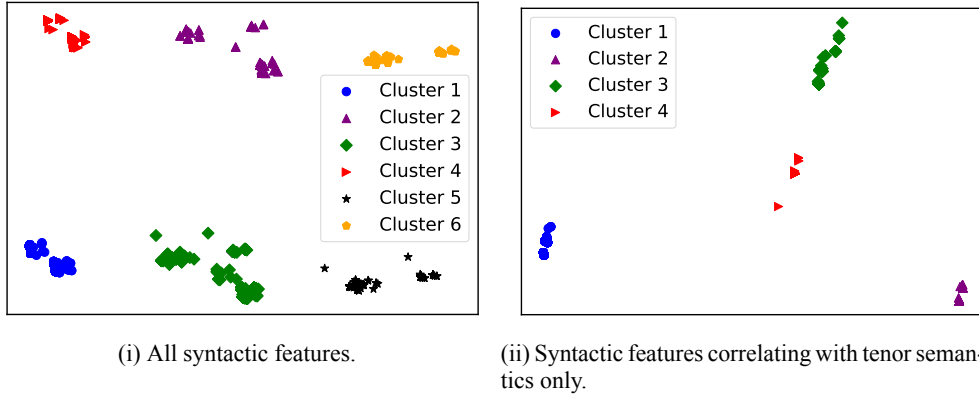 Cluster 1
Cluster 2
Cluster 3
Cluster 4
Cluster 5
Cluster 6
(i) All syntactic features.
Cluster 1
Cluster 2
Cluster 3
Cluster 4
(ii) Syntactic features correlating with tenor seman-
tics only.